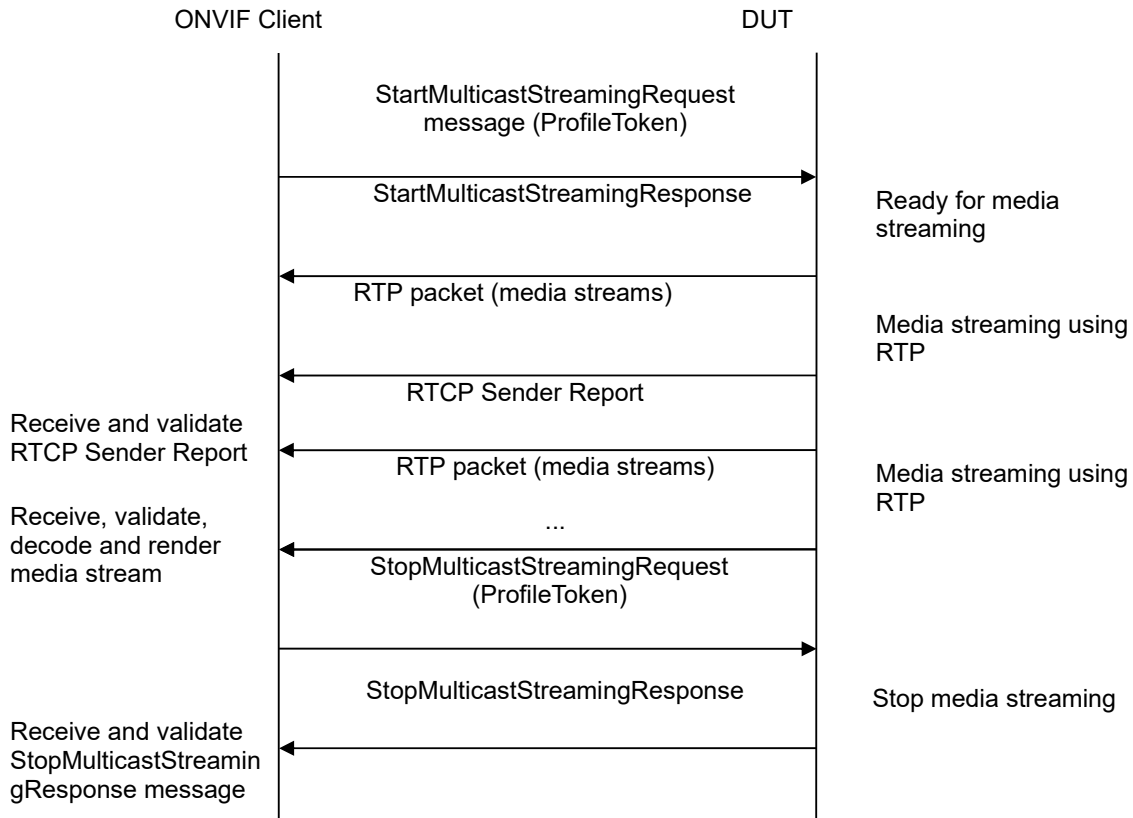 ONVIF Client
DUT
StartMulticastStreamingRequest
message (ProfileToken)
StartMulticastStreamingResponse
Ready for media
streaming
RTP packet (media streams)
Media streaming using
RTP
RTCP Sender Report
Receive and validate
RTCP Sender Report
RTP packet (media streams)
Media streaming using
RTP
Receive, validate,
decode and render
media stream
...
StopMulticastStreamingRequest
(ProfileToken)
StopMulticastStreamingResponse
Stop media streaming
Receive and validate
StopMulticastStreamin
gResponse message